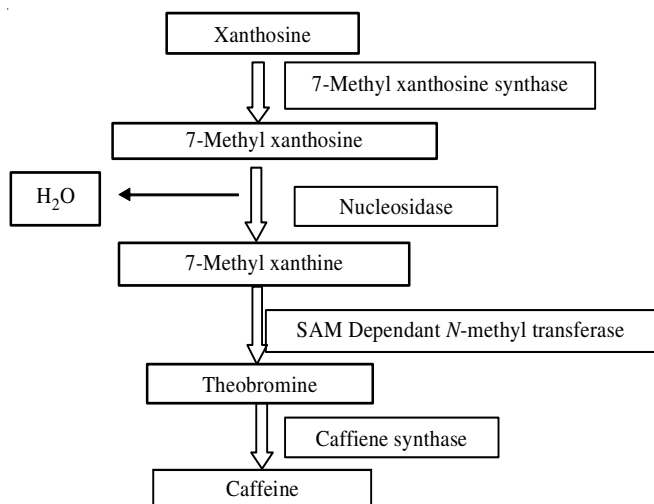 Xanthosine
7-Methyl xanthosine synthase
7-Methyl xanthosine
H₂O
Nucleosidase
7-Methyl xanthine
SAM Dependant N-methyl transferase
Theobromine
Caffiene synthase
Caffeine